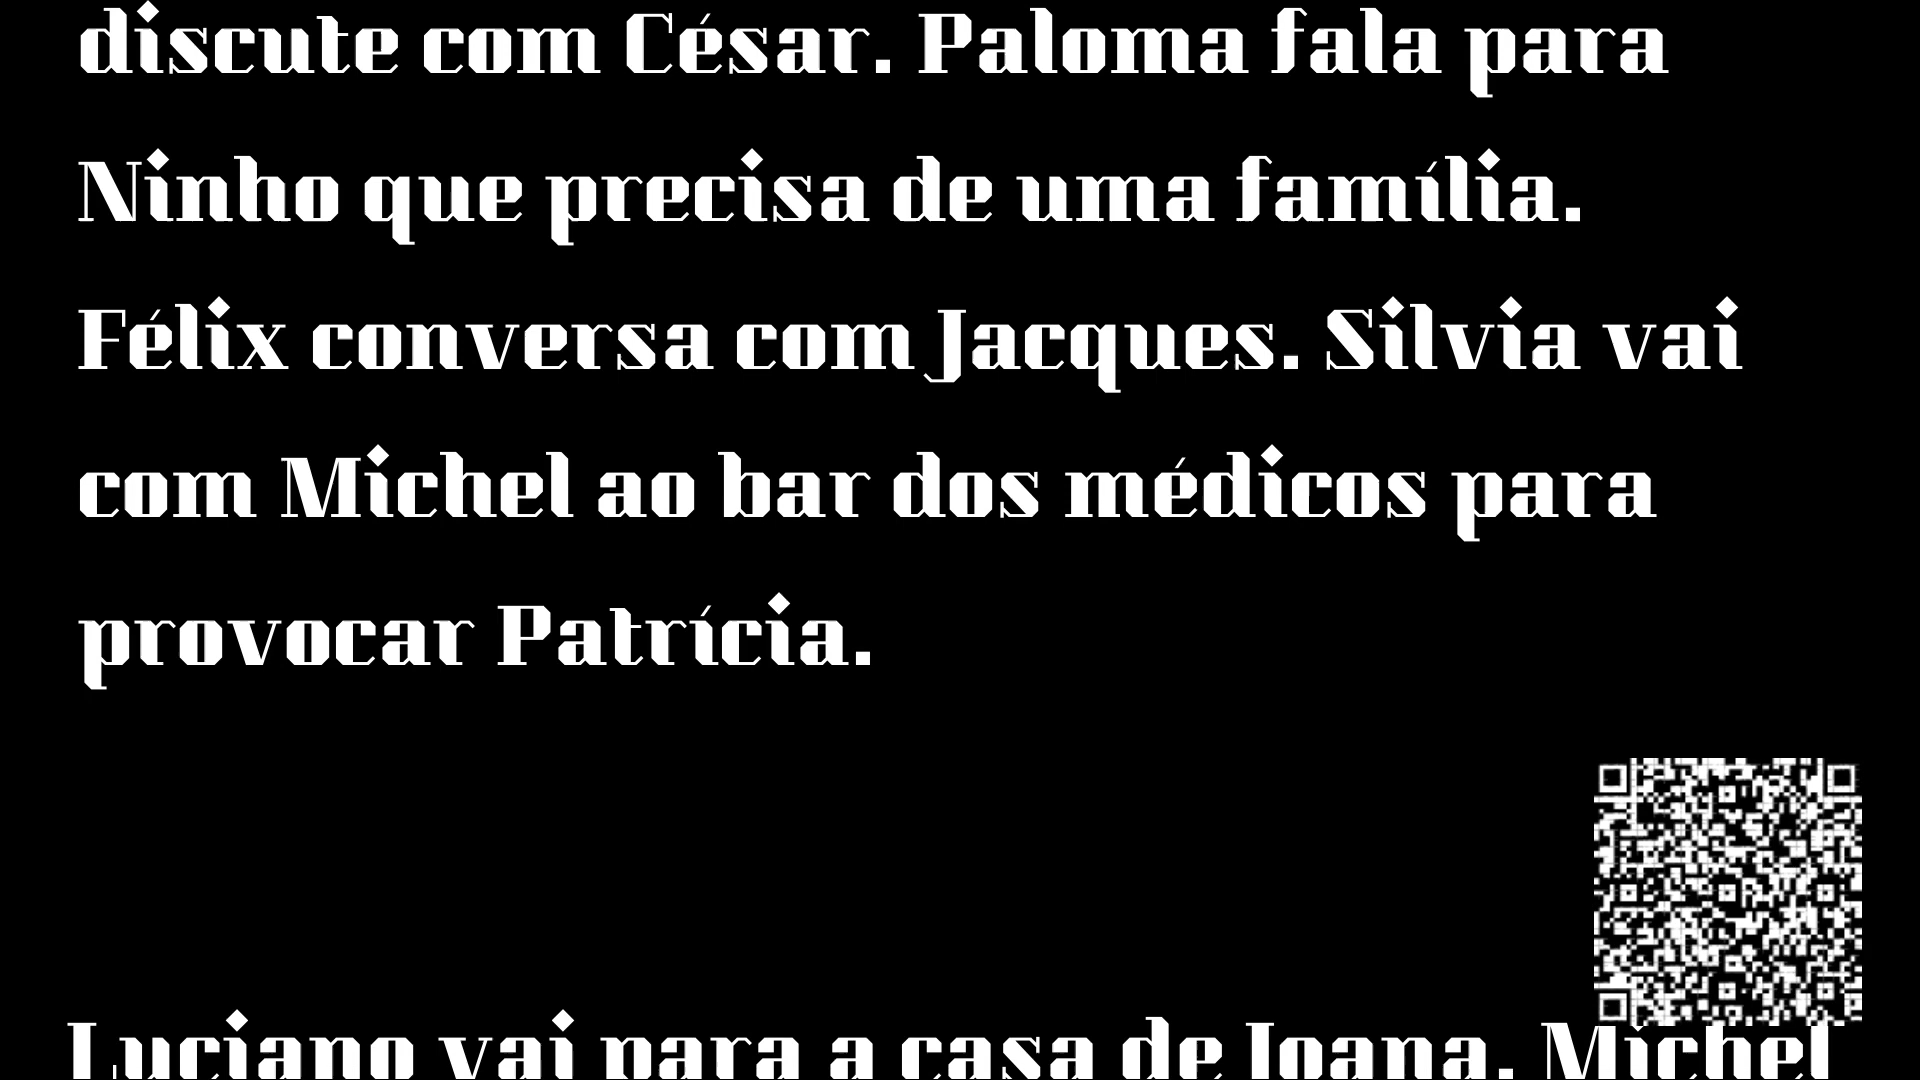 discute com César. Paloma fala para
Ninho que precisa de uma família.
Félix conversa com Jacques. Silvia vai
com Michel ao bar dos médicos para
provocar Patrícia.
Luciano vai para a casa de Joana. Michel